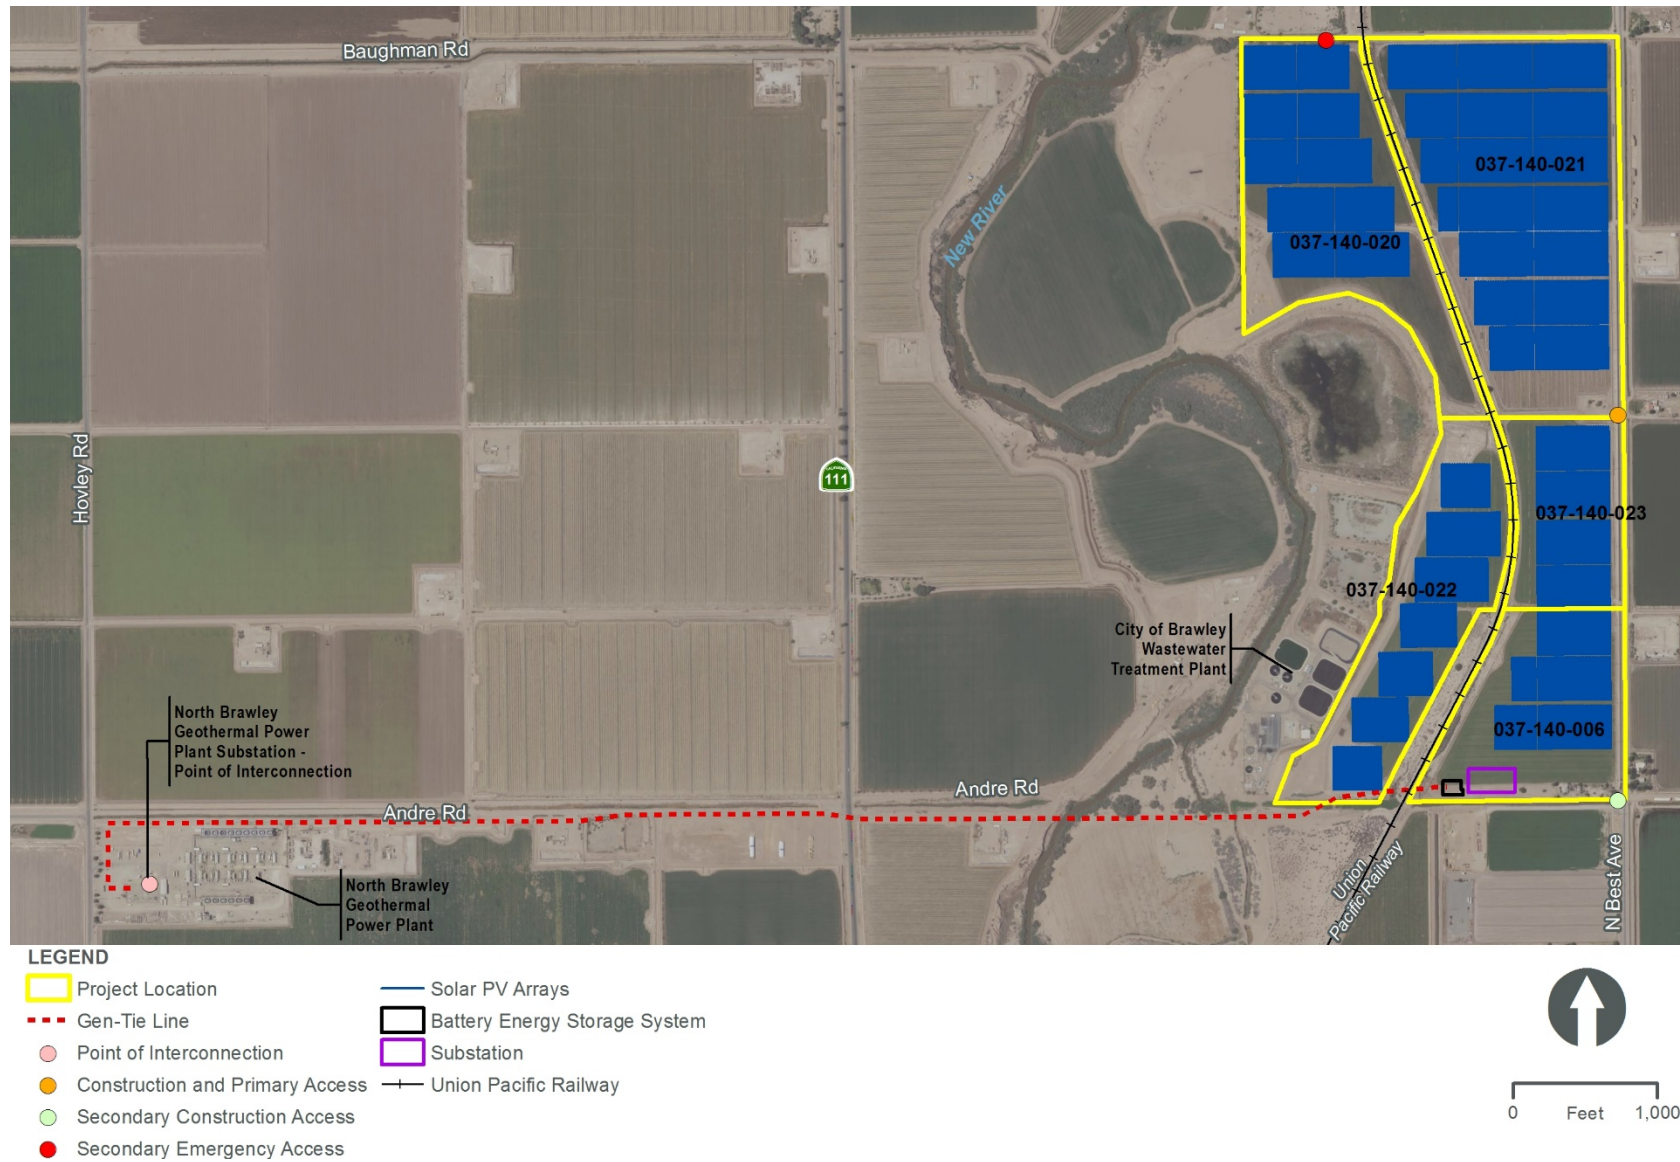 Baughman Rd
037-140-021
New River
037-140-020
Hovley Rd
CALIFORNIA
111
037-140-023
037-140-022
City of Brawley
Wastewater
Treatment Plant
North Brawley
Geothermal Power
Plant Substation -
Point of Interconnection
037-140-006
Andre Rd
Andre Rd
Union
Pacific Railway
N Best Ave
North Brawley
Geothermal
Power Plant
LEGEND
Project Location
Gen-Tie Line
Point of Interconnection
Construction and Primary Access
Secondary Construction Access
Secondary Emergency Access
Solar PV Arrays
Battery Energy Storage System
Substation
Union Pacific Railway
0 Feet 1,000